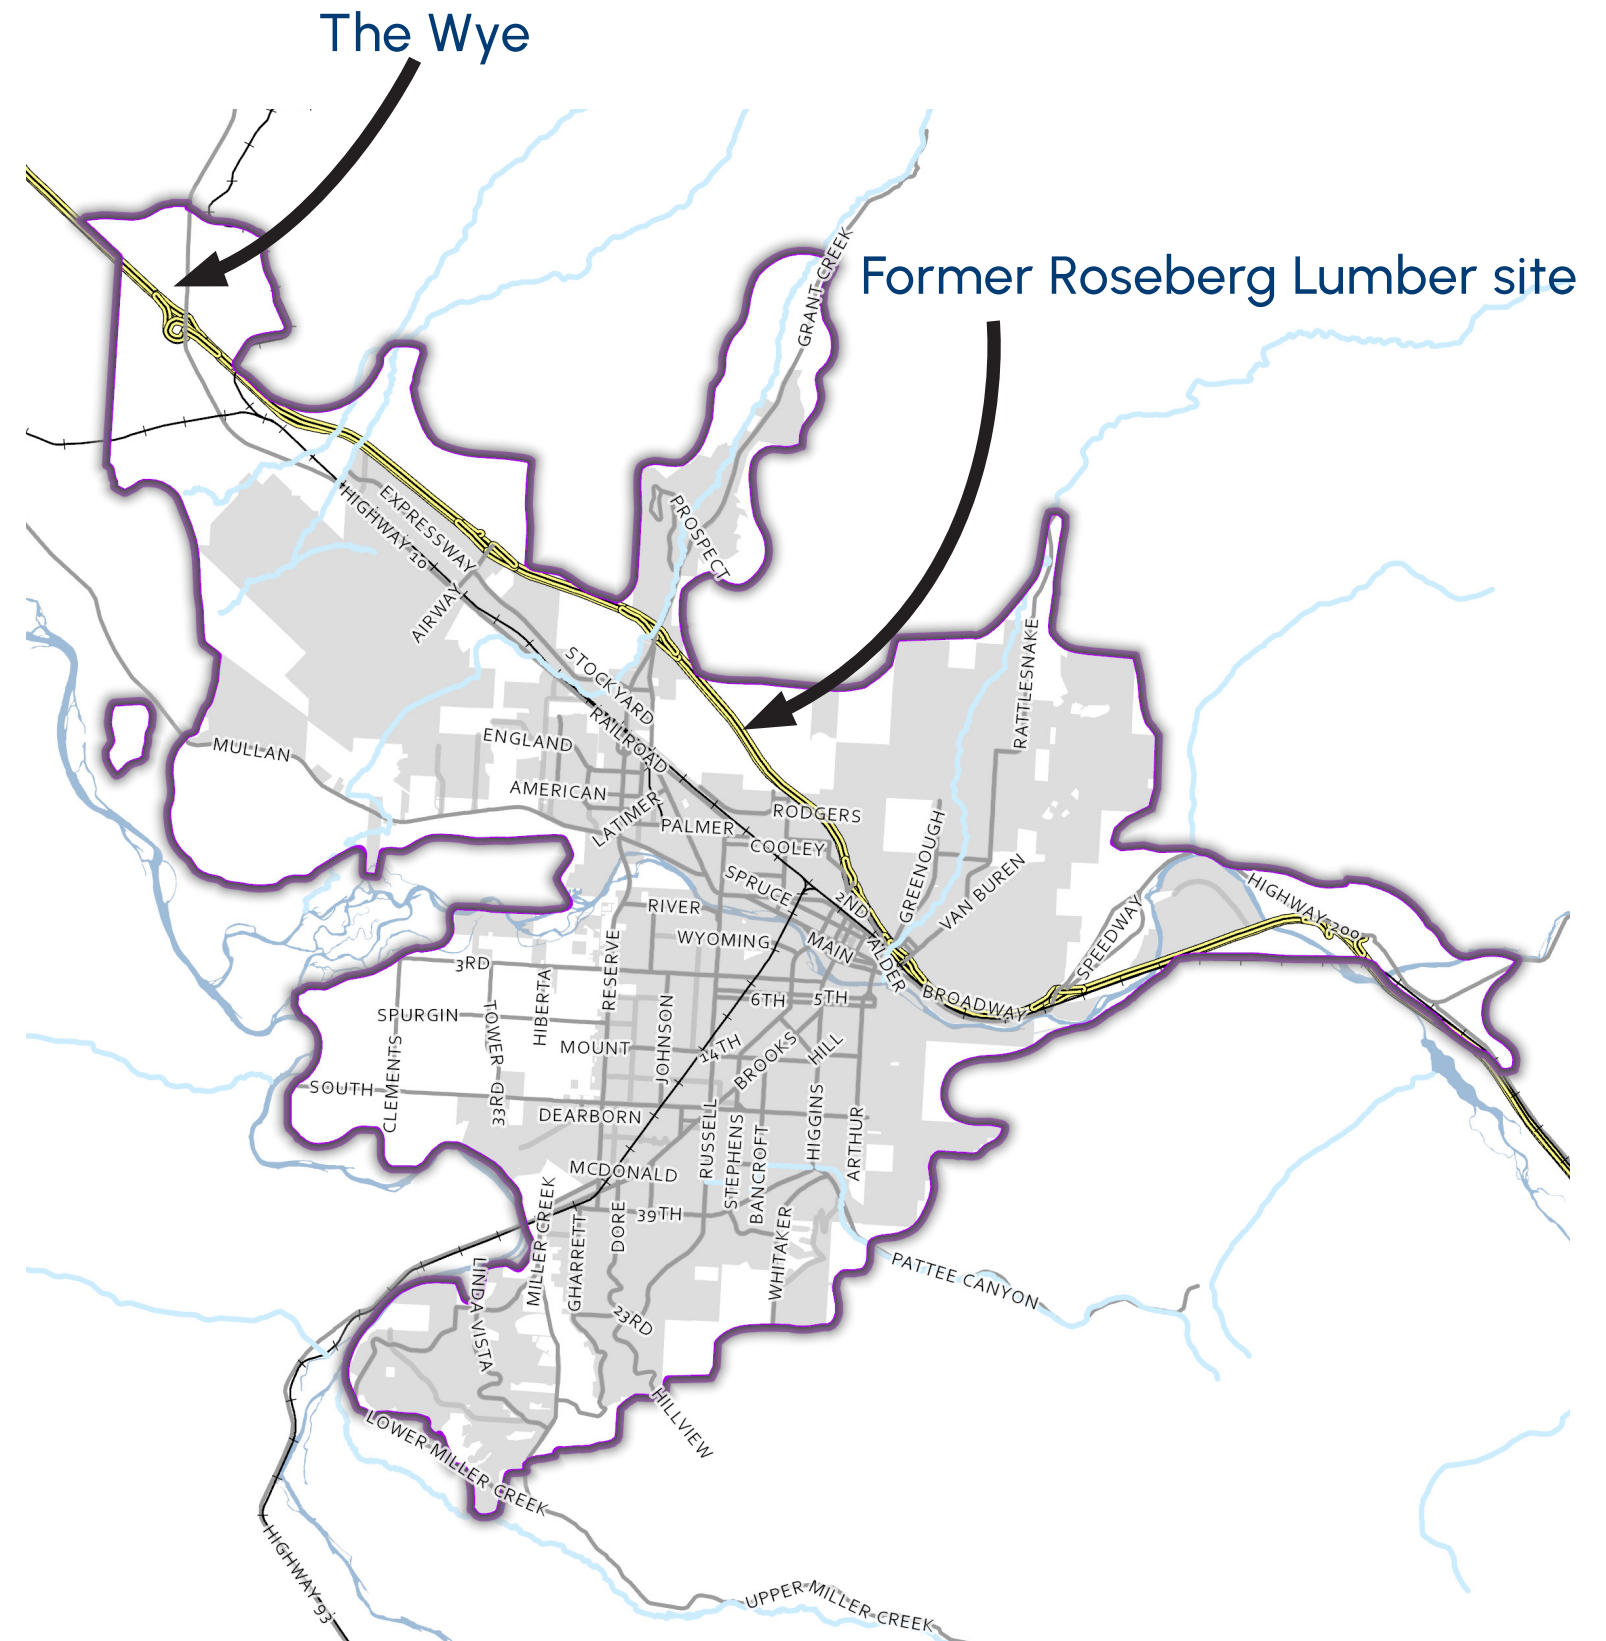 The Wye
Former Roseberg Lumber site
GRANT CREEK
PROSPECT
EXPRESSWAY
HIGHWAY 10
AIRWAY
STOCKYARD
RAILROAD
RATTLESNAKE
MULLAN
ENGLAND
AMERICAN
LATIMER
PALMER
RODGERS
COOLEY
GREENOUGH
SPRUCE
2ND
VAN BUREN
HIGHWAY 200
SPEEDWAY
RIVER
WYOMING
MAIN
ALDER
BROADWAY
3RD
RESERVE
HIBERTA
TOWER
6TH
5TH
SPURGIN
JOHNSON
MOUNT
14TH
BROOKS
HILL
CLEMENTS
SOUTH
33RD
DEARBORN
RUSSELL
STEPHENS
BANCROFT
HIGGINS
ARTHUR
MCDONALD
MILLER CREEK
GHARRETT
DORE
39TH
WHITAKER
PATTEE CANYON
LINDA VISTA
23RD
HILLVIEW
LOWER MILLER CREEK
HIGHWAY 93
UPPER MILLER CREEK